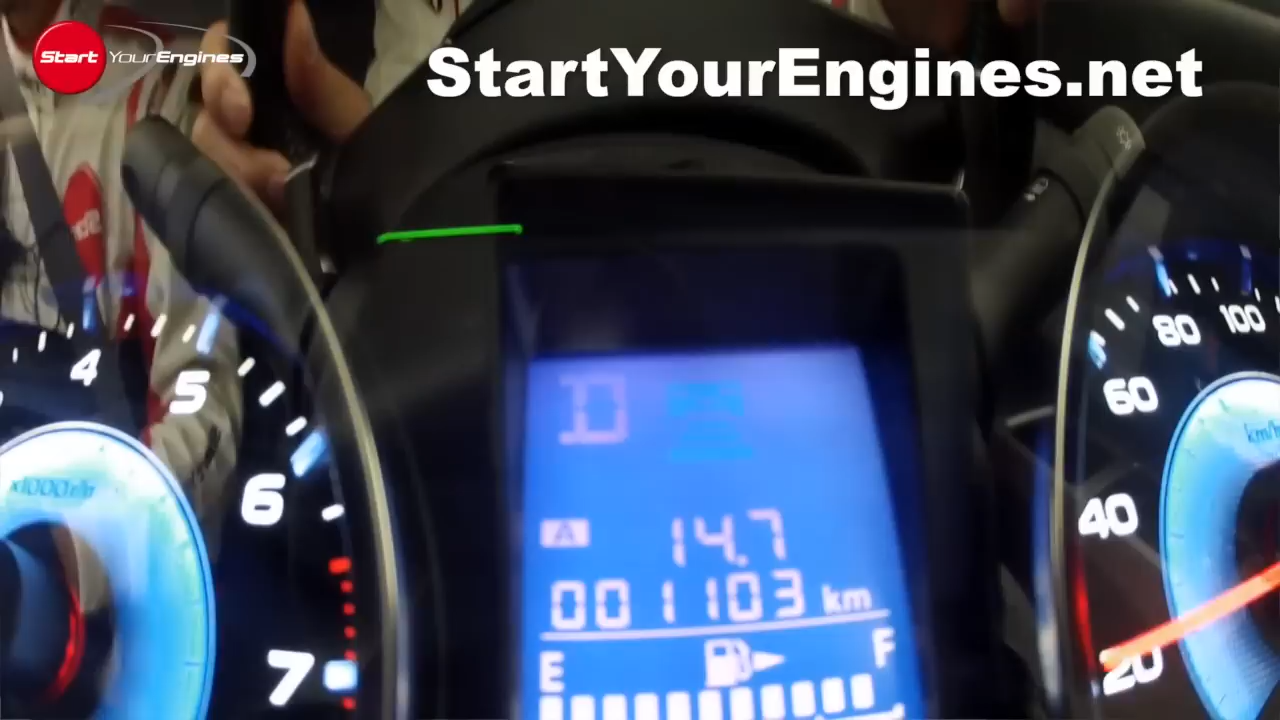 Start YourEngines
StartYourEngines.net
4
5
6
7
x1000r/min
D
A 14.7
001103 km
E F
20
40
60
80
100
km/h